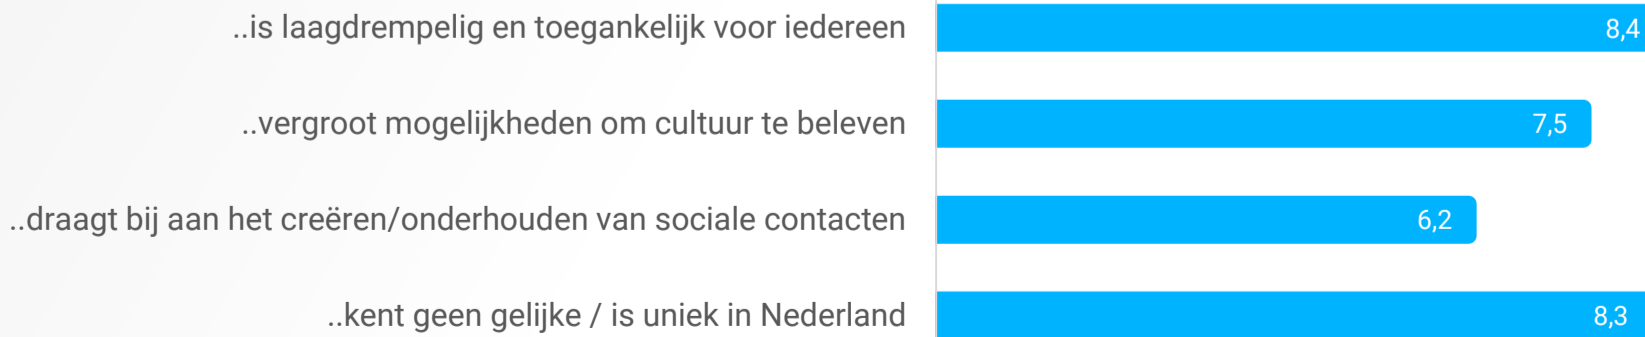 ..is laagdrempelig en toegankelijk voor iedereen 8,4
..vergroot mogelijkheden om cultuur te beleven 7,5
..draagt bij aan het creëren/onderhouden van sociale contacten 6,2
..kent geen gelijke / is uniek in Nederland 8,3